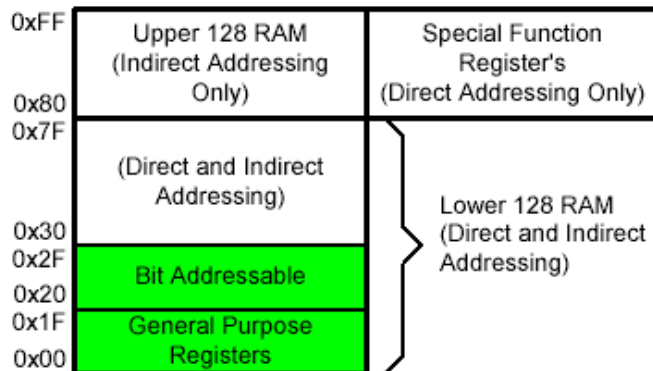 0xFF
Upper 128 RAM
(Indirect Addressing
Only)
0x80
Special Function
Register's
(Direct Addressing Only)
0x7F
(Direct and Indirect
Addressing)
0x30
Lower 128 RAM
(Direct and Indirect
Addressing)
0x2F
Bit Addressable
0x20
0x1F
General Purpose
Registers
0x00